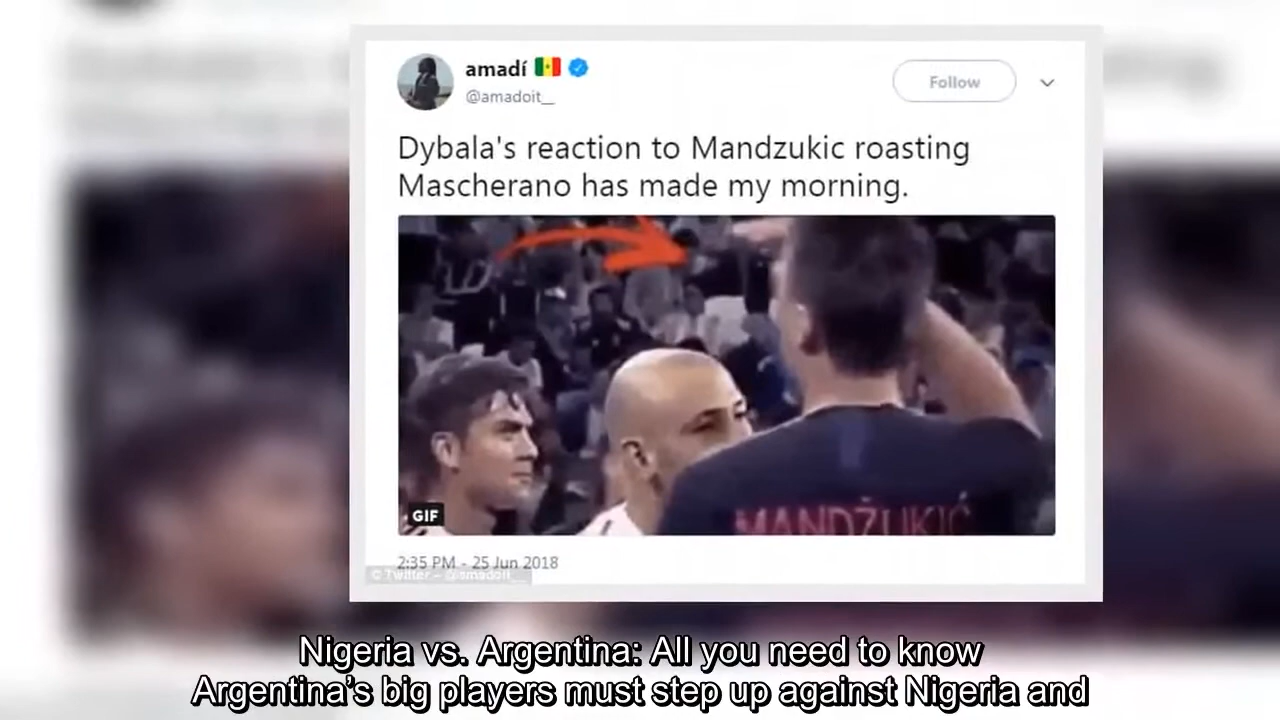 amadí
@amadoit__
Follow
Dybala's reaction to Mandzukic roasting
Mascherano has made my morning.
MANDŽUKIĆ
GIF
2:35 PM - 25 Jun 2018
© Twitter – @amadoit__
Nigeria vs. Argentina: All you need to know
Argentina's big players must step up against Nigeria and